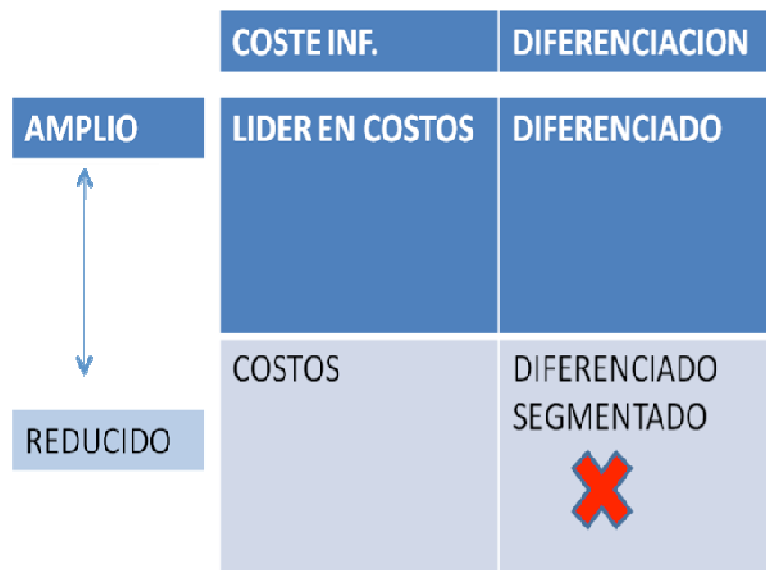 COSTE INF.
DIFERENCIACION
AMPLIO
LIDER EN COSTOS
DIFERENCIADO
REDUCIDO
COSTOS
DIFERENCIADO
SEGMENTADO